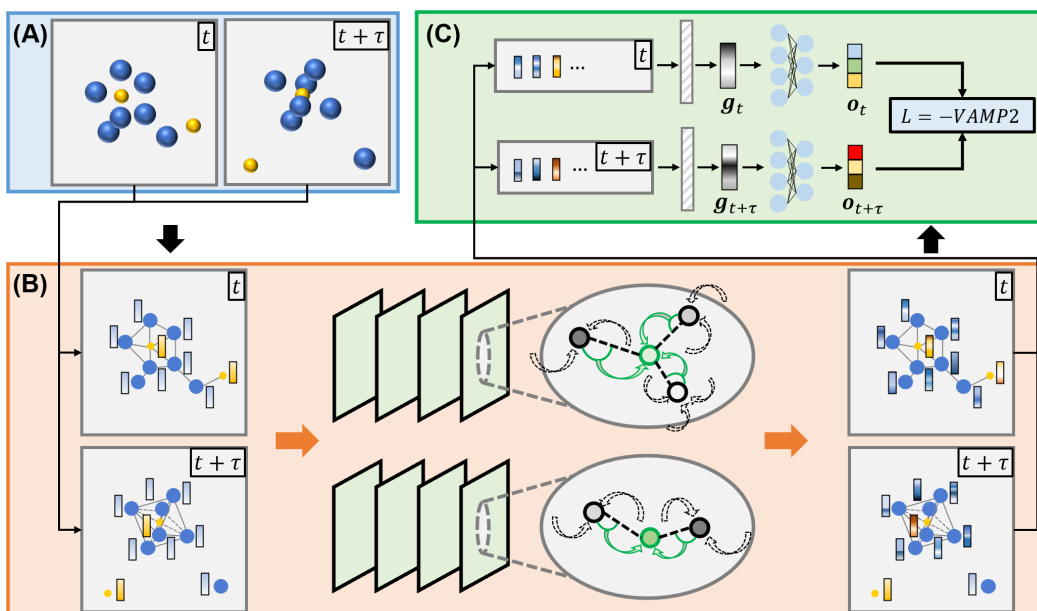 (A)
t
t + τ
(C)
t
...
g_t
o_t
L = −VAMP2
t + τ
...
g_{t+τ}
o_{t+τ}
(B)
t
t
t + τ
t + τ